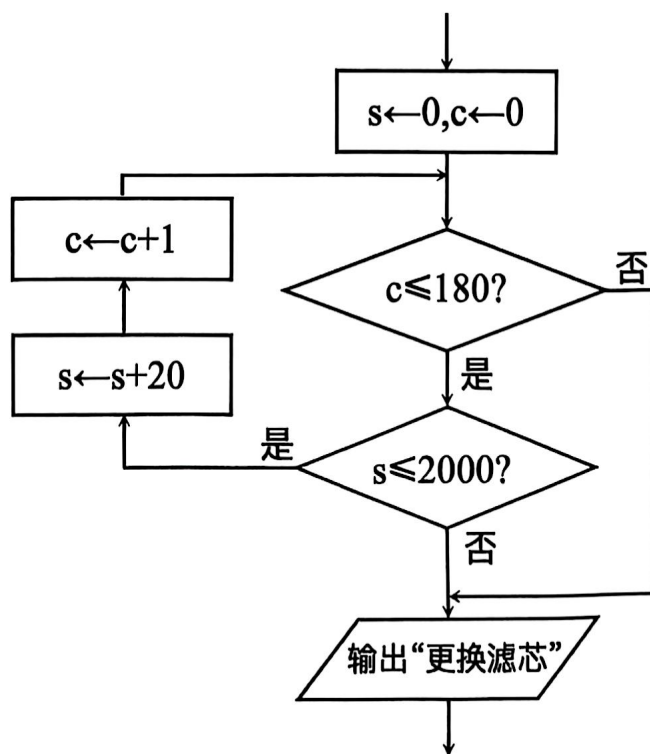 s←0,c←0
c←c+1
c≤180?
否
是
s←s+20
是
s≤2000?
否
输出“更换滤芯”